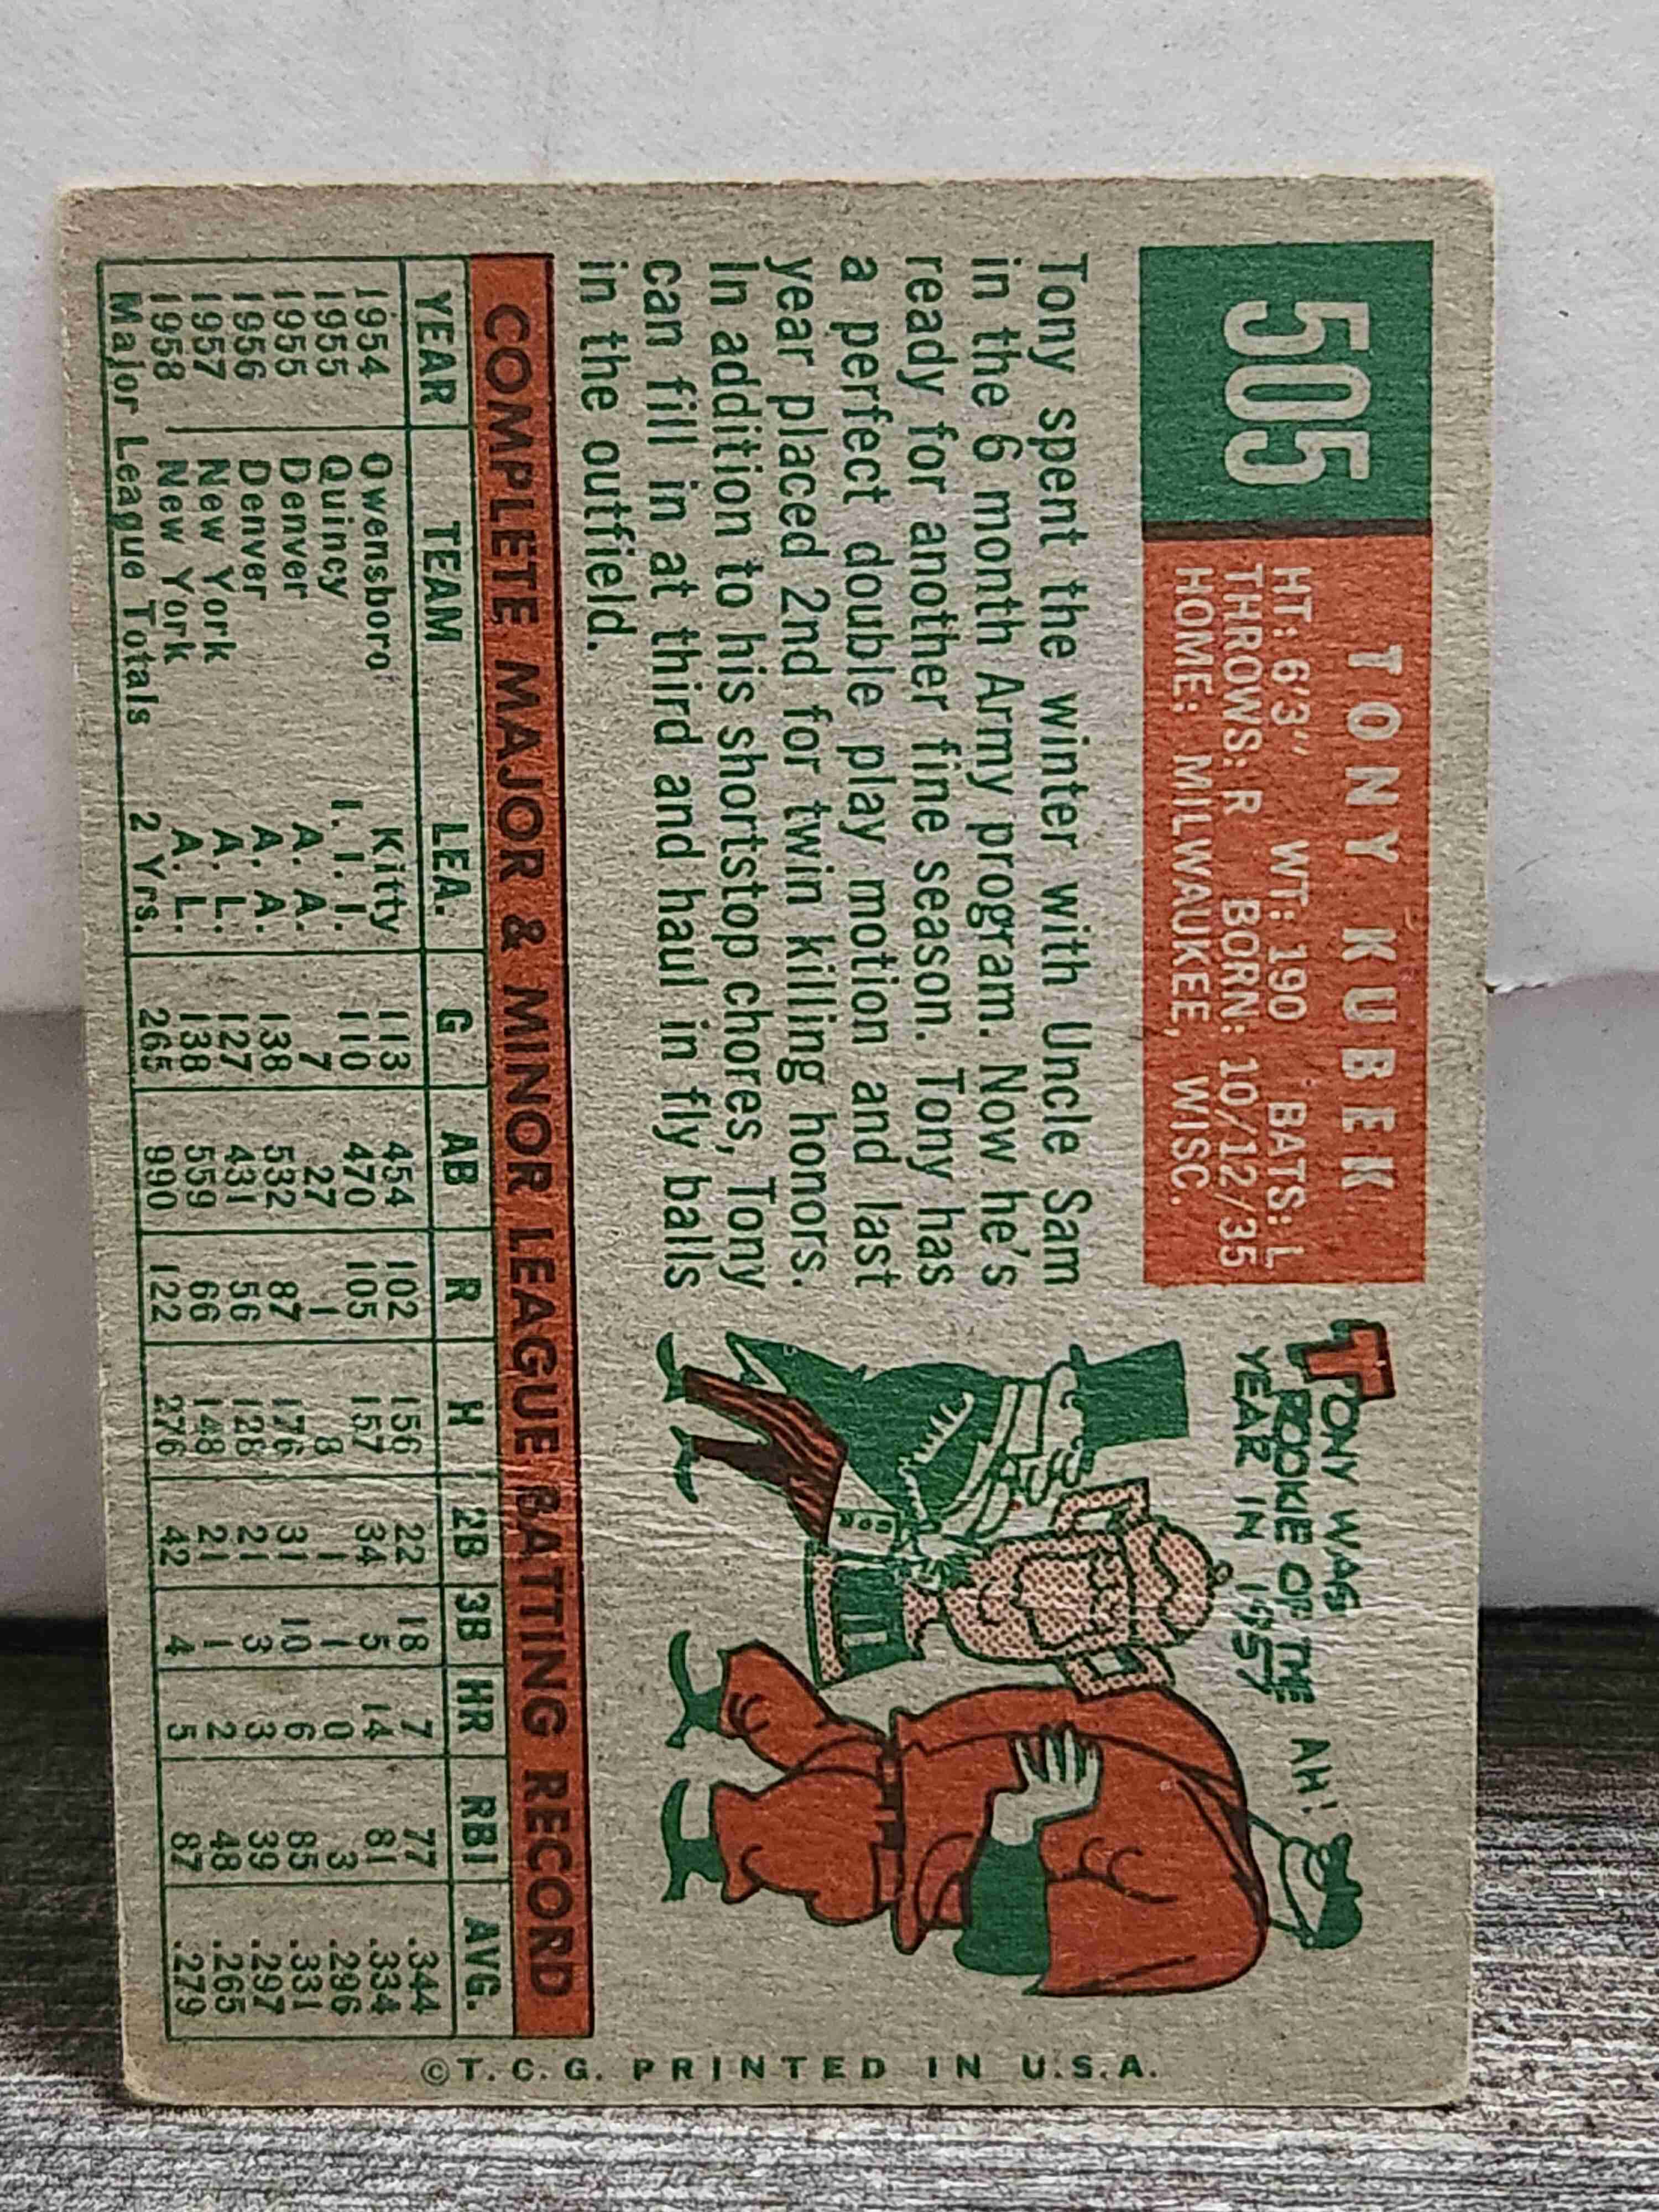 505
TONY KUBEK
HT: 6'3" WT: 190 BATS: L
THROWS: R BORN: 10/12/35
HOME: MILWAUKEE, WISC.
Tony spent the winter with Uncle Sam
in the 6 month Army program. Now he's
ready for another fine season. Tony has
a perfect double play motion and last
year placed 2nd for twin killing honors.
In addition to his shortstop chores, Tony
can fill in at third and haul in fly balls
in the outfield.
TONY WAS
ROOKIE OF THE
YEAR IN 1957
AH!
COMPLETE MAJOR & MINOR LEAGUE BATTING RECORD
YEAR TEAM LEA. G AB R H 2B 3B HR RBI AVG.
1954 Owensboro Kitty 113 454 102 156 22 18 7 77 .344
1955 Quincy I. I. I. 110 470 105 157 34 5 14 81 .334
1955 Denver A. A. 7 27 1 8 1 1 0 3 .296
1956 Denver A. A. 138 532 87 176 31 10 6 85 .331
1957 New York A. L. 127 431 56 128 21 3 3 39 .297
1958 New York A. L. 138 559 66 148 21 1 2 48 .265
Major League Totals 2 Yrs. 265 990 122 276 42 4 5 87 .279
©T. C. G. PRINTED IN U.S.A.